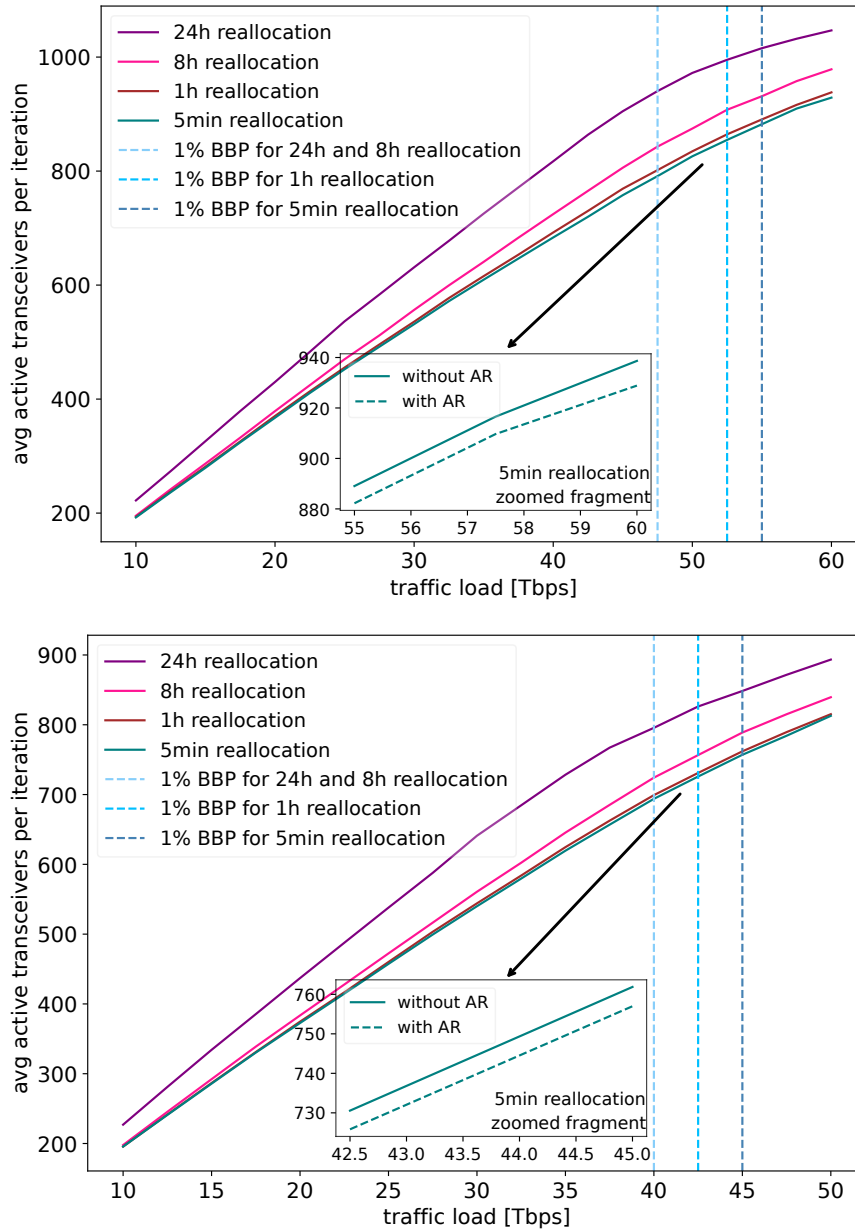 24h reallocation
8h reallocation
1h reallocation
5min reallocation
1% BBP for 24h and 8h reallocation
1% BBP for 1h reallocation
1% BBP for 5min reallocation
avg active transceivers per iteration
1000
800
600
400
200
940
920
900
880
without AR
with AR
5min reallocation
zoomed fragment
55 56 57 58 59 60
10 20 30 40 50 60
traffic load [Tbps]
24h reallocation
8h reallocation
1h reallocation
5min reallocation
1% BBP for 24h and 8h reallocation
1% BBP for 1h reallocation
1% BBP for 5min reallocation
avg active transceivers per iteration
900
800
700
600
500
400
300
200
760
750
740
730
without AR
with AR
5min reallocation
zoomed fragment
42.5 43.0 43.5 44.0 44.5 45.0
10 15 20 25 30 35 40 45 50
traffic load [Tbps]